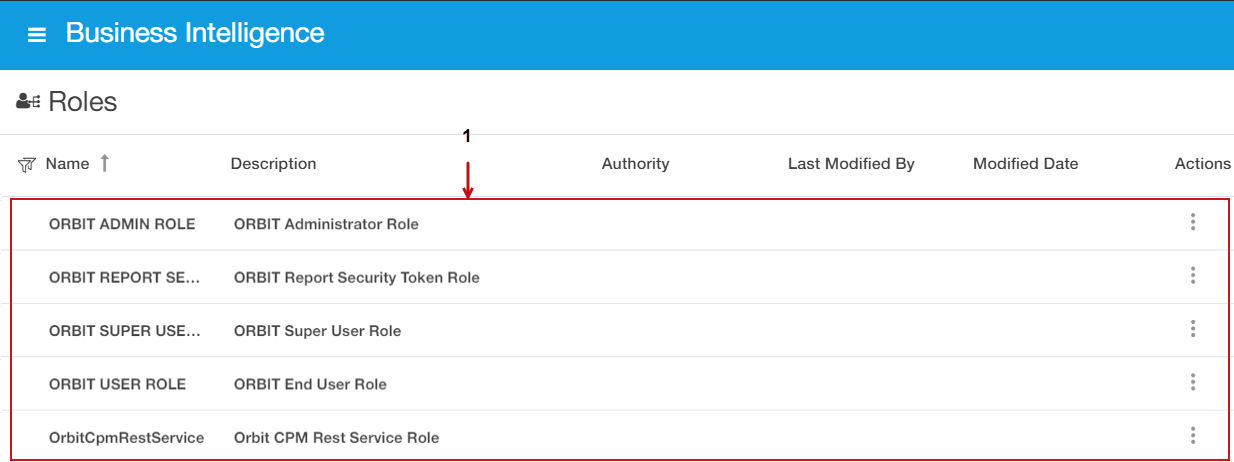 Business Intelligence
Roles
1
Name Description Authority Last Modified By Modified Date Actions
ORBIT ADMIN ROLE ORBIT Administrator Role
ORBIT REPORT SE... ORBIT Report Security Token Role
ORBIT SUPER USE... ORBIT Super User Role
ORBIT USER ROLE ORBIT End User Role
OrbitCpmRestService Orbit CPM Rest Service Role